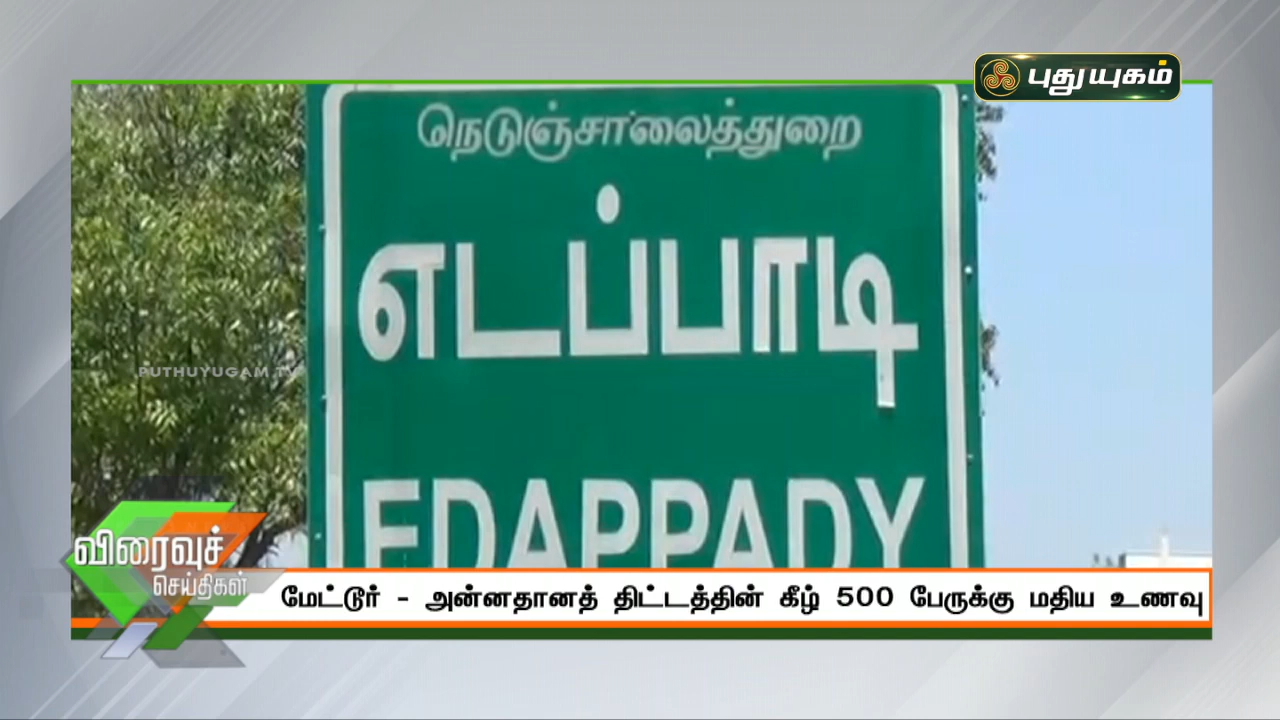 புதுயுகம்
நெடுஞ்சாலைத்துறை
எடப்பாடி
PUTHUYUGAM.TV
EDAPPADY
விரைவுச்
செய்திகள்
மேட்டூர் - அன்னதானத் திட்டத்தின் கீழ் 500 பேருக்கு மதிய உணவு